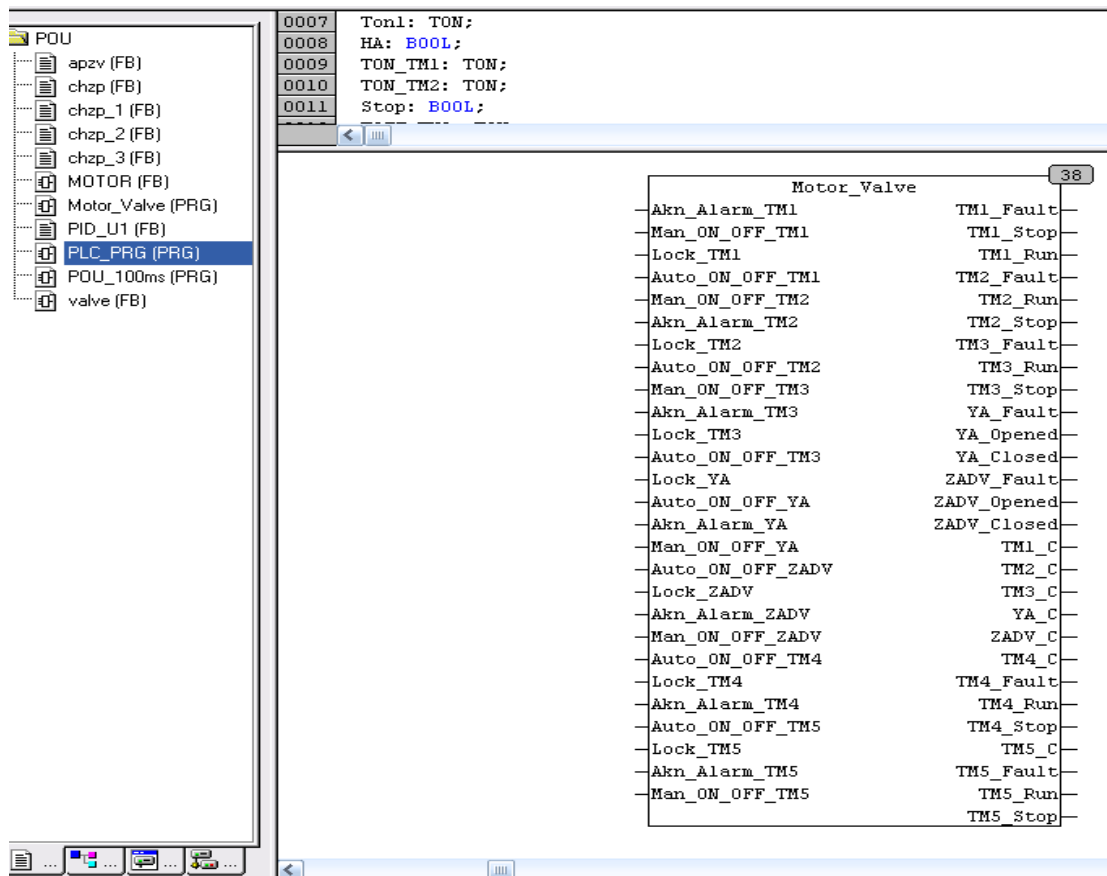 POU
apzv (FB)
chzp (FB)
chzp_1 (FB)
chzp_2 (FB)
chzp_3 (FB)
MOTOR (FB)
Motor_Valve (PRG)
PID_U1 (FB)
PLC_PRG (PRG)
POU_100ms (PRG)
valve (FB)
... ... ... ...
0007 Ton1: TON;
0008 HA: BOOL;
0009 TON_TM1: TON;
0010 TON_TM2: TON;
0011 Stop: BOOL;
38
Motor_Valve
Akn_Alarm_TM1 TM1_Fault
Man_ON_OFF_TM1 TM1_Stop
Lock_TM1 TM1_Run
Auto_ON_OFF_TM1 TM2_Fault
Man_ON_OFF_TM2 TM2_Run
Akn_Alarm_TM2 TM2_Stop
Lock_TM2 TM3_Fault
Auto_ON_OFF_TM2 TM3_Run
Man_ON_OFF_TM3 TM3_Stop
Akn_Alarm_TM3 YA_Fault
Lock_TM3 YA_Opened
Auto_ON_OFF_TM3 YA_Closed
Lock_YA ZADV_Fault
Auto_ON_OFF_YA ZADV_Opened
Akn_Alarm_YA ZADV_Closed
Man_ON_OFF_YA TM1_C
Auto_ON_OFF_ZADV TM2_C
Lock_ZADV TM3_C
Akn_Alarm_ZADV YA_C
Man_ON_OFF_ZADV ZADV_C
Auto_ON_OFF_TM4 TM4_C
Lock_TM4 TM4_Fault
Akn_Alarm_TM4 TM4_Run
Auto_ON_OFF_TM5 TM4_Stop
Lock_TM5 TM5_C
Akn_Alarm_TM5 TM5_Fault
Man_ON_OFF_TM5 TM5_Run
TM5_Stop